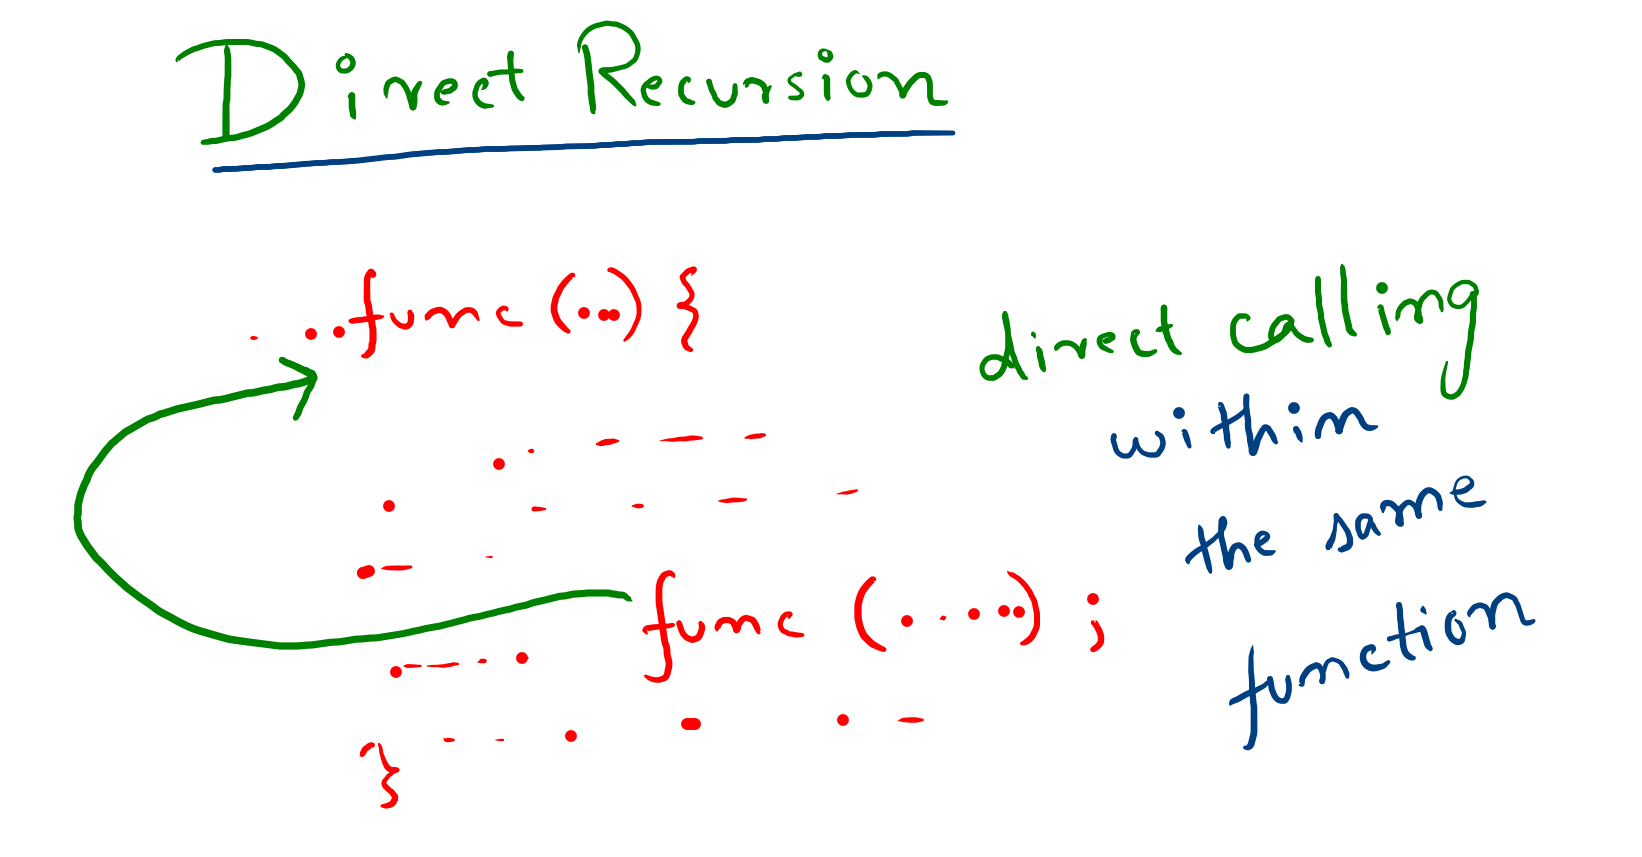 Direct Recursion
... func (...) {
direct calling
within
the same
func (.....) ;
function
}